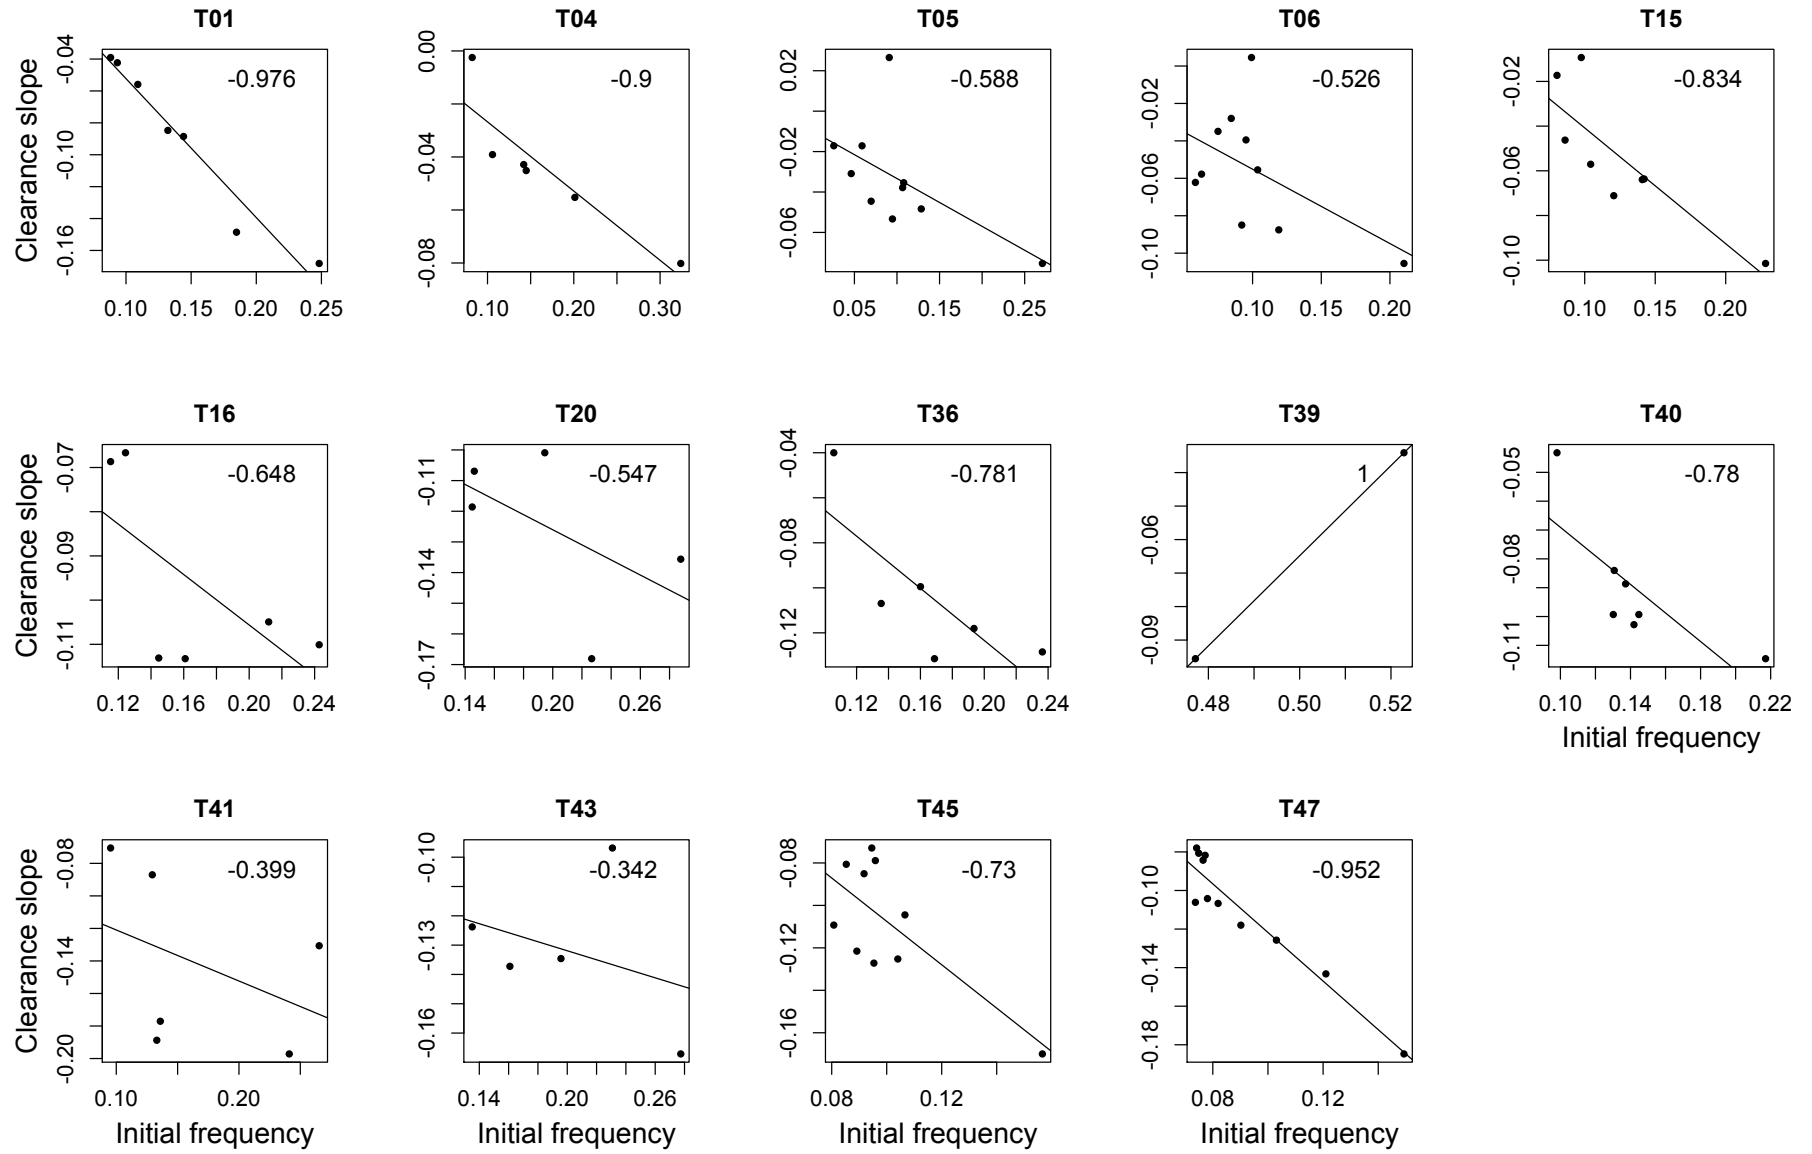 T01 T04 T05 T06 T15
Clearance slope
-0.04 -0.10 -0.16
-0.976
0.10 0.15 0.20 0.25
0.00 -0.04 -0.08
-0.9
0.10 0.20 0.30
0.02 -0.02 -0.06
-0.588
0.05 0.15 0.25
-0.02 -0.06 -0.10
-0.526
0.10 0.15 0.20
-0.02 -0.06 -0.10
-0.834
0.10 0.15 0.20
T16 T20 T36 T39 T40
Clearance slope
-0.07 -0.09 -0.11
-0.648
0.12 0.16 0.20 0.24
-0.11 -0.14 -0.17
-0.547
0.14 0.20 0.26
-0.04 -0.08 -0.12
-0.781
0.12 0.16 0.20 0.24
-0.06 -0.09
1
0.48 0.50 0.52
-0.05 -0.08 -0.11
-0.78
0.10 0.14 0.18 0.22
Initial frequency
T41 T43 T45 T47
Clearance slope
-0.08 -0.14 -0.20
-0.399
0.10 0.20
Initial frequency
-0.10 -0.13 -0.16
-0.342
0.14 0.20 0.26
Initial frequency
-0.08 -0.12 -0.16
-0.73
0.08 0.12
Initial frequency
-0.10 -0.14 -0.18
-0.952
0.08 0.12
Initial frequency